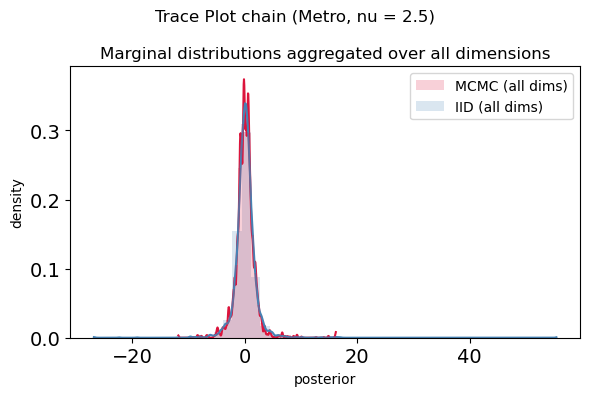 Trace Plot chain (Metro, nu = 2.5)
Marginal distributions aggregated over all dimensions
MCMC (all dims)
IID (all dims)
density
0.3
0.2
0.1
0.0
−20
0
20
40
posterior